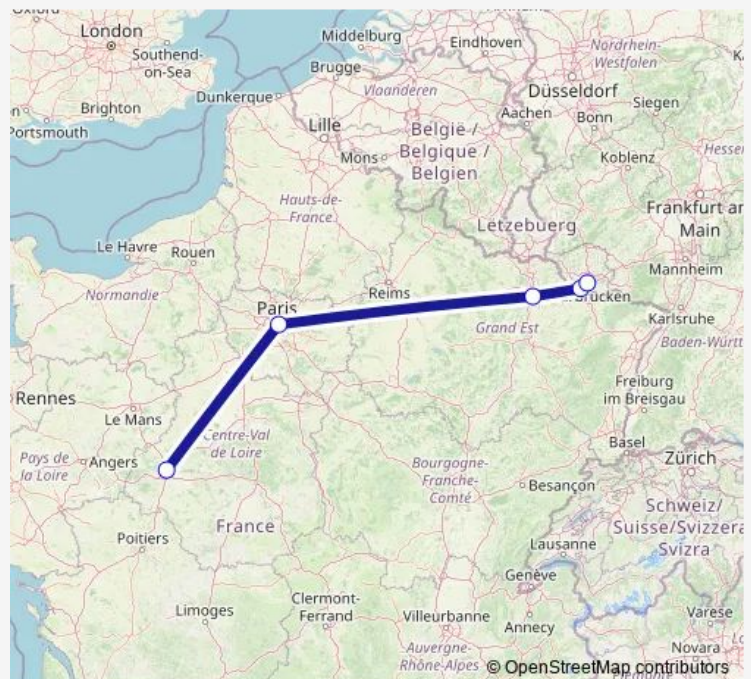 London
Southend-
on-Sea
Brighton
Portsmouth
Middelburg
Eindhoven
Nordrhein-
Westfalen
Brugge
Dunkerque
Vlaanderen
Düsseldorf
Lille
Aachen
Siegen
België /
Belgique /
Belgien
Bonn
Mons
Koblenz
Hauts-de-
France
Lëtzebuerg
Frankfurt am
Main
Le Havre
Rouen
Mannheim
Normandie
Reims
Paris
Grand Est
Karlsruhe
Baden-Württ
Rennes
Freiburg
im Breisgau
Le Mans
Centre-Val
de Loire
Pays de
la Loire
Angers
Basel
Zürich
Bourgogne-
Franche-
Comté
Besançon
France
Schweiz/
Suisse/Svizzera
Svizra
Poitiers
Lausanne
Genève
Limoges
Clermont-
Ferrand
Villeurbanne
Annecy
Varese
Auvergne-
Rhône-Alpes
Novara
© OpenStreetMap contributors